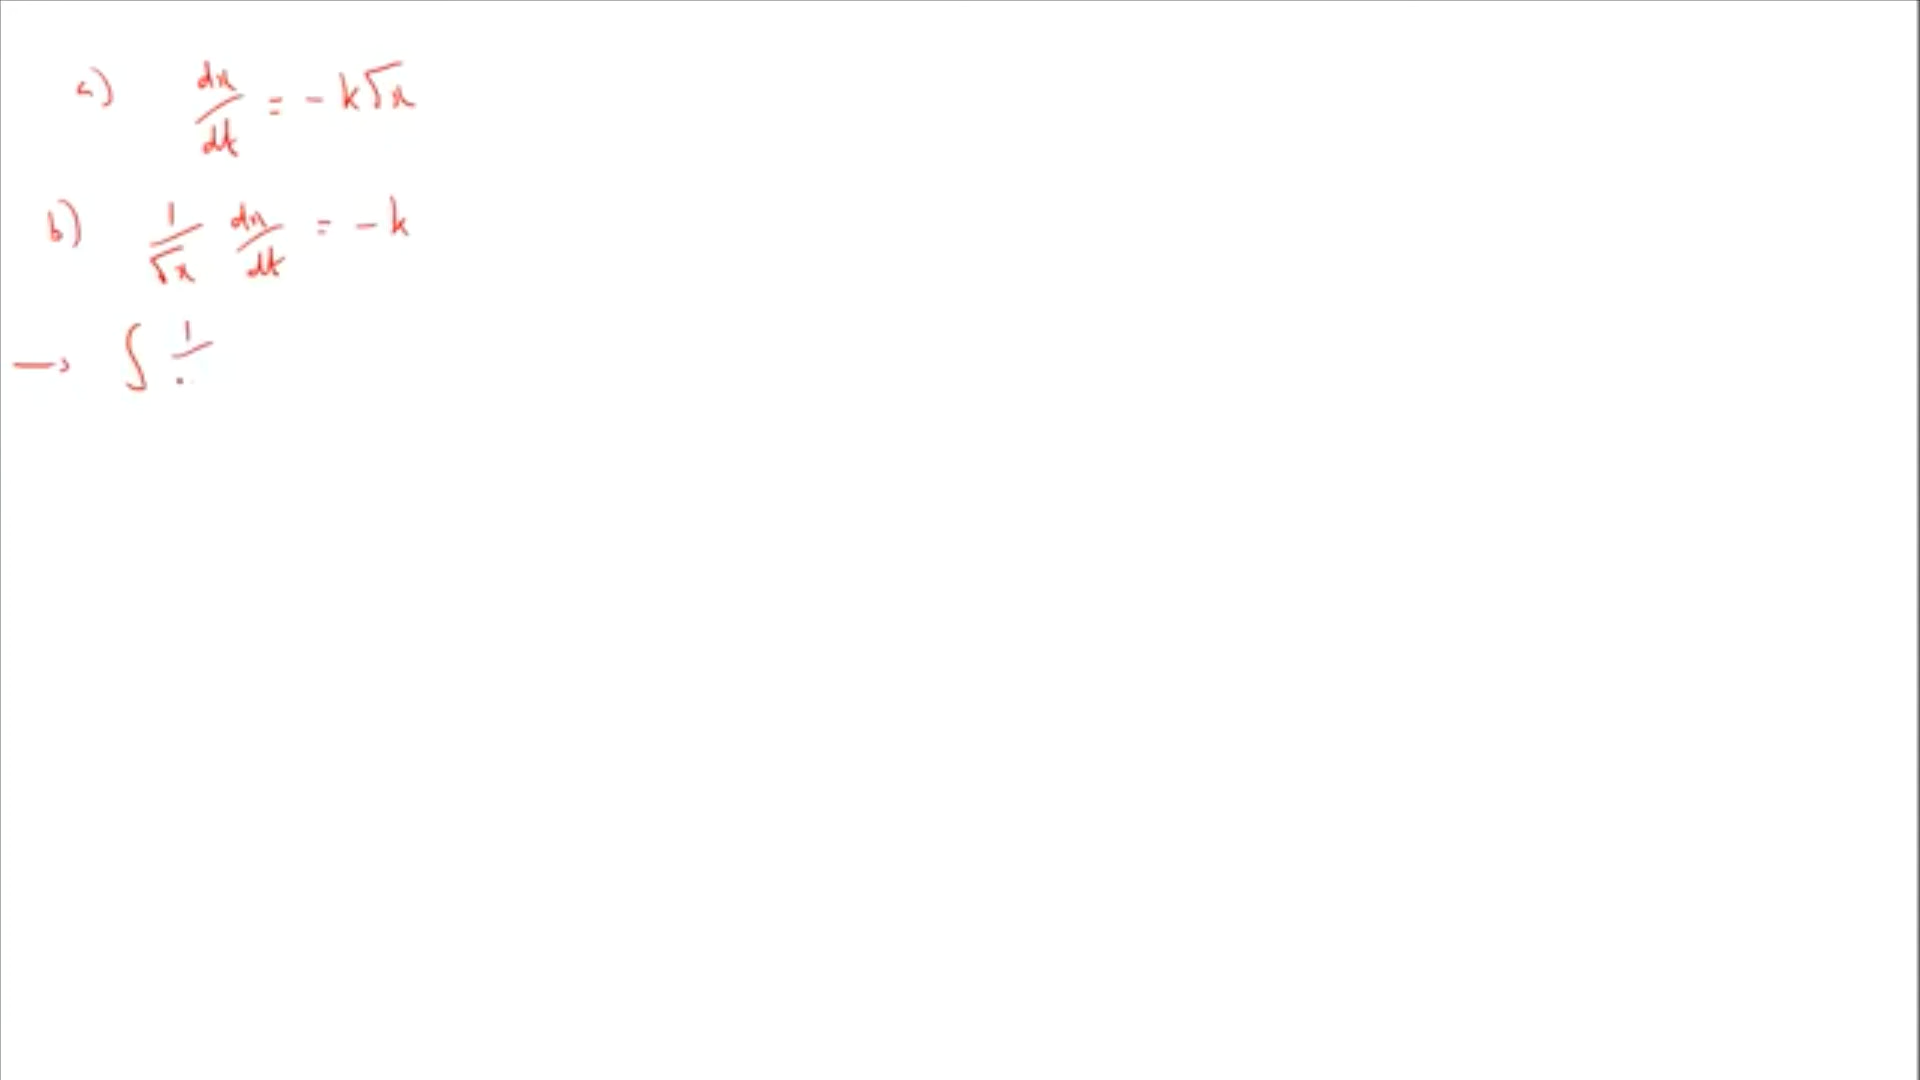 a) dx/dt = - k√x
b) 1/√x dx/dt = - k
→ ∫ 1/